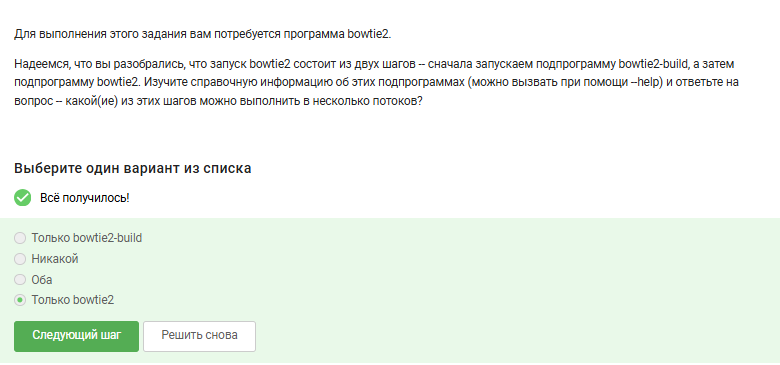 Для выполнения этого задания вам потребуется программа bowtie2.
Надеемся, что вы разобрались, что запуск bowtie2 состоит из двух шагов -- сначала запускаем подпрограмму bowtie2-build, а затем
подпрограмму bowtie2. Изучите справочную информацию об этих подпрограммах (можно вызвать при помощи --help) и ответьте на
вопрос -- какой(ие) из этих шагов можно выполнить в несколько потоков?
Выберите один вариант из списка
Всё получилось!
Только bowtie2-build
Никакой
Оба
Только bowtie2
Следующий шаг
Решить снова